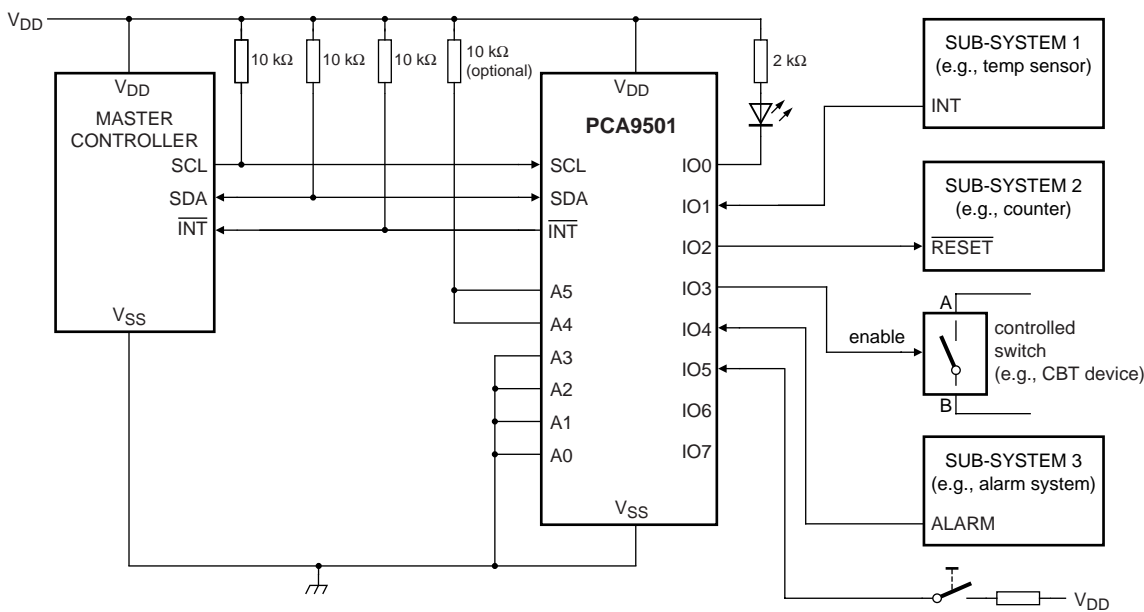 VDD
10 kΩ
10 kΩ
10 kΩ
10 kΩ
(optional)
2 kΩ
VDD
MASTER
CONTROLLER
SCL
SDA
INT
VSS
VDD
PCA9501
SCL
SDA
INT
A5
A4
A3
A2
A1
A0
IO0
IO1
IO2
IO3
IO4
IO5
IO6
IO7
VSS
SUB-SYSTEM 1
(e.g., temp sensor)
INT
SUB-SYSTEM 2
(e.g., counter)
RESET
A
enable
controlled
switch
(e.g., CBT device)
B
SUB-SYSTEM 3
(e.g., alarm system)
ALARM
VDD